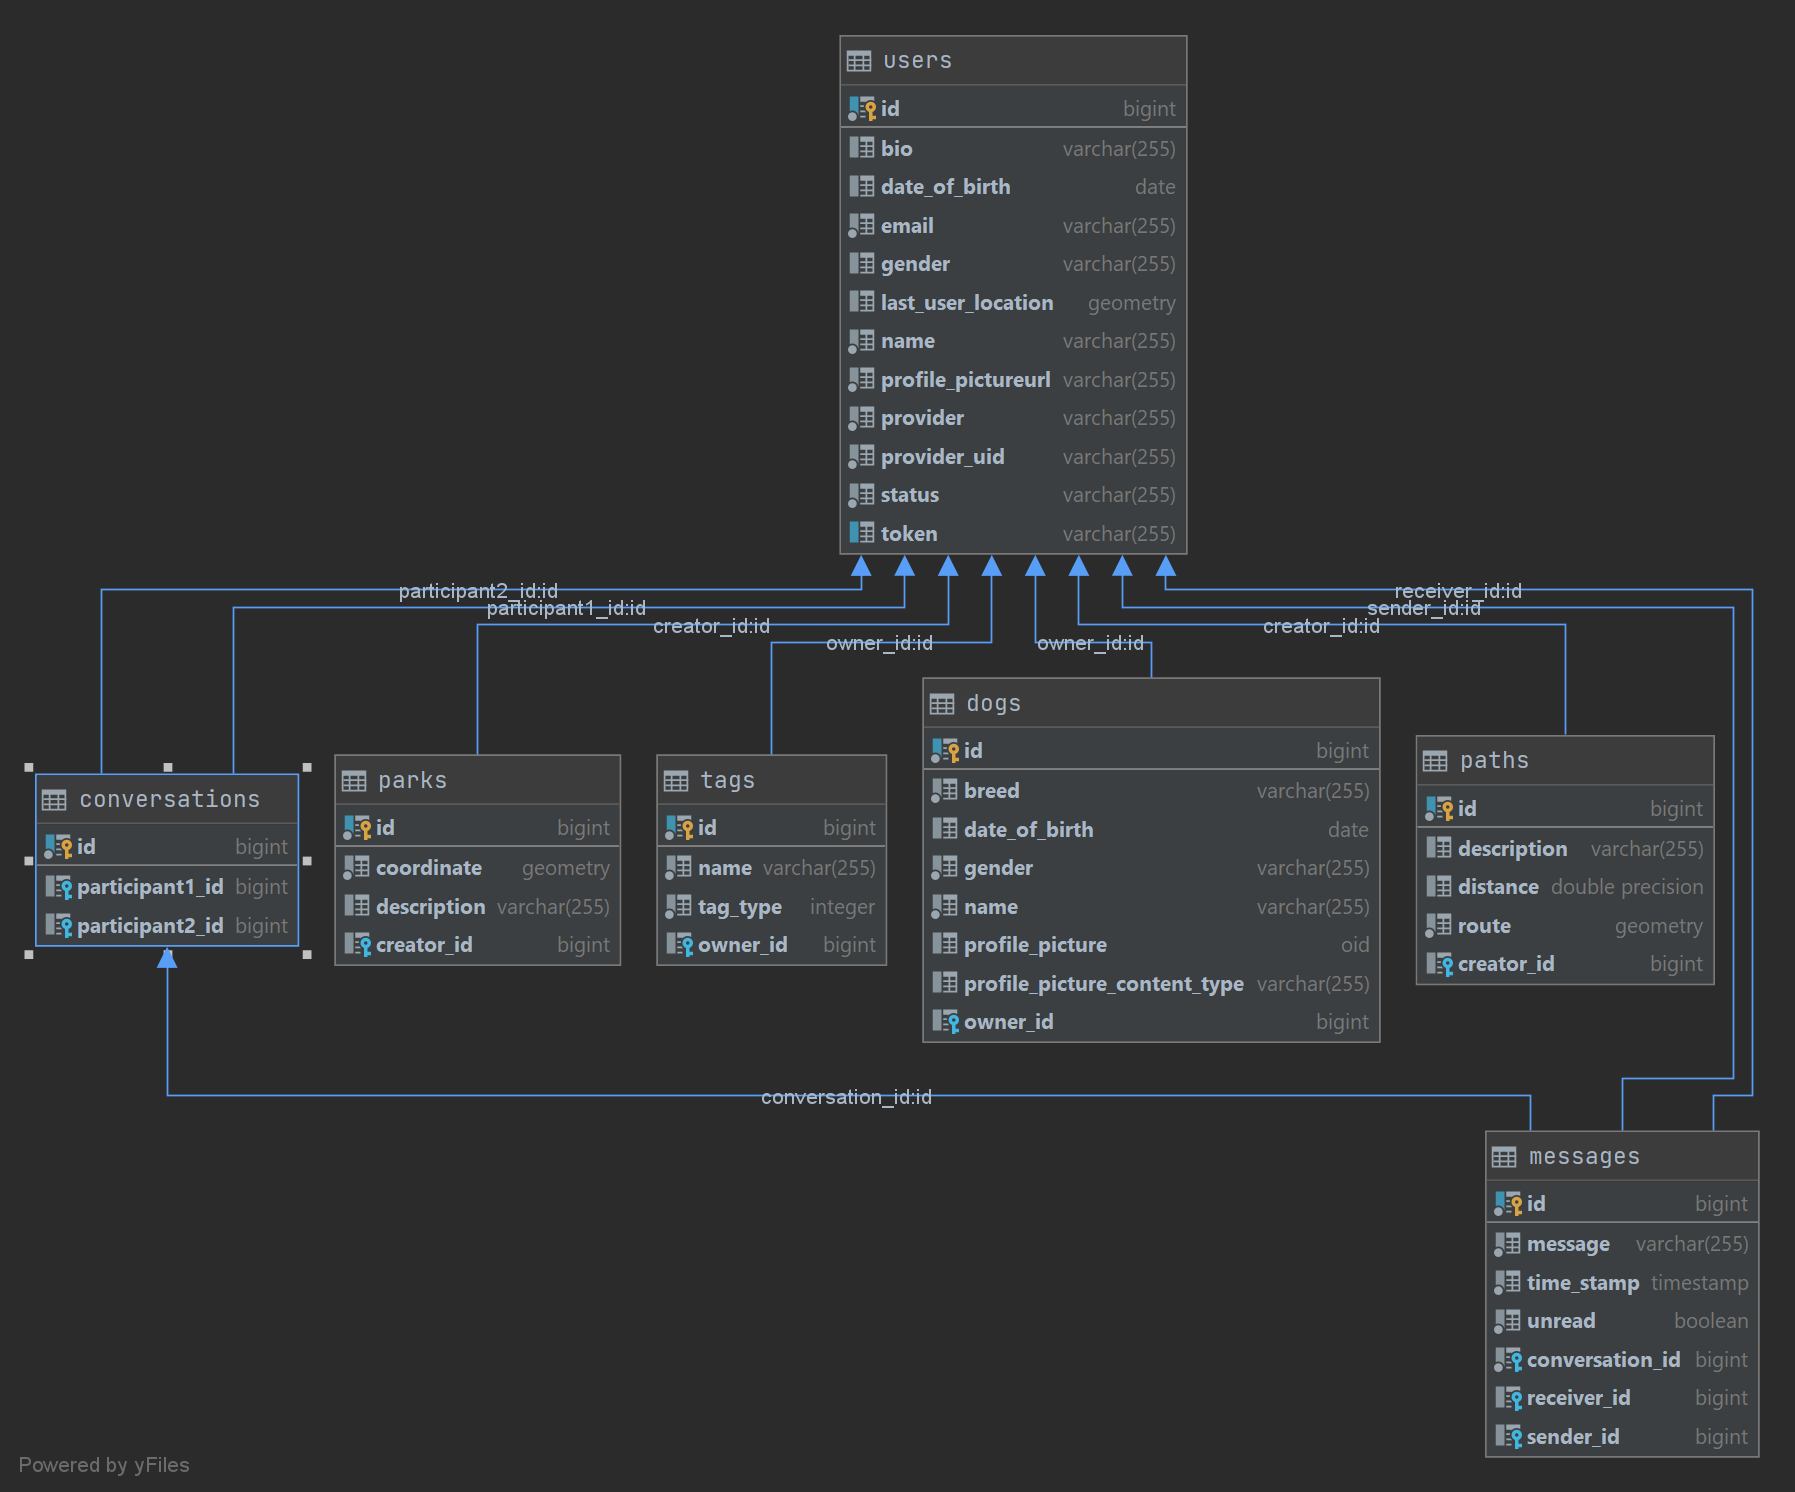 users
id bigint
bio varchar(255)
date_of_birth date
email varchar(255)
gender varchar(255)
last_user_location geometry
name varchar(255)
profile_pictureurl varchar(255)
provider varchar(255)
provider_uid varchar(255)
status varchar(255)
token varchar(255)
participant2_id:id
participant1_id:id
creator_id:id
owner_id:id
owner_id:id
creator_id:id
sender_id:id
receiver_id:id
conversations
id bigint
participant1_id bigint
participant2_id bigint
parks
id bigint
coordinate geometry
description varchar(255)
creator_id bigint
tags
id bigint
name varchar(255)
tag_type integer
owner_id bigint
dogs
id bigint
breed varchar(255)
date_of_birth date
gender varchar(255)
name varchar(255)
profile_picture oid
profile_picture_content_type varchar(255)
owner_id bigint
paths
id bigint
description varchar(255)
distance double precision
route geometry
creator_id bigint
conversation_id:id
messages
id bigint
message varchar(255)
time_stamp timestamp
unread boolean
conversation_id bigint
receiver_id bigint
sender_id bigint
Powered by yFiles